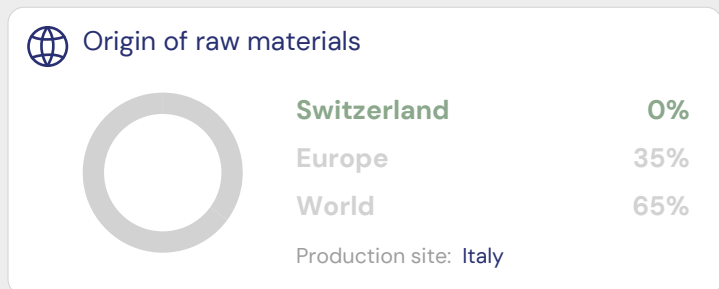 Origin of raw materials
Switzerland 0%
Europe 35%
World 65%
Production site: Italy